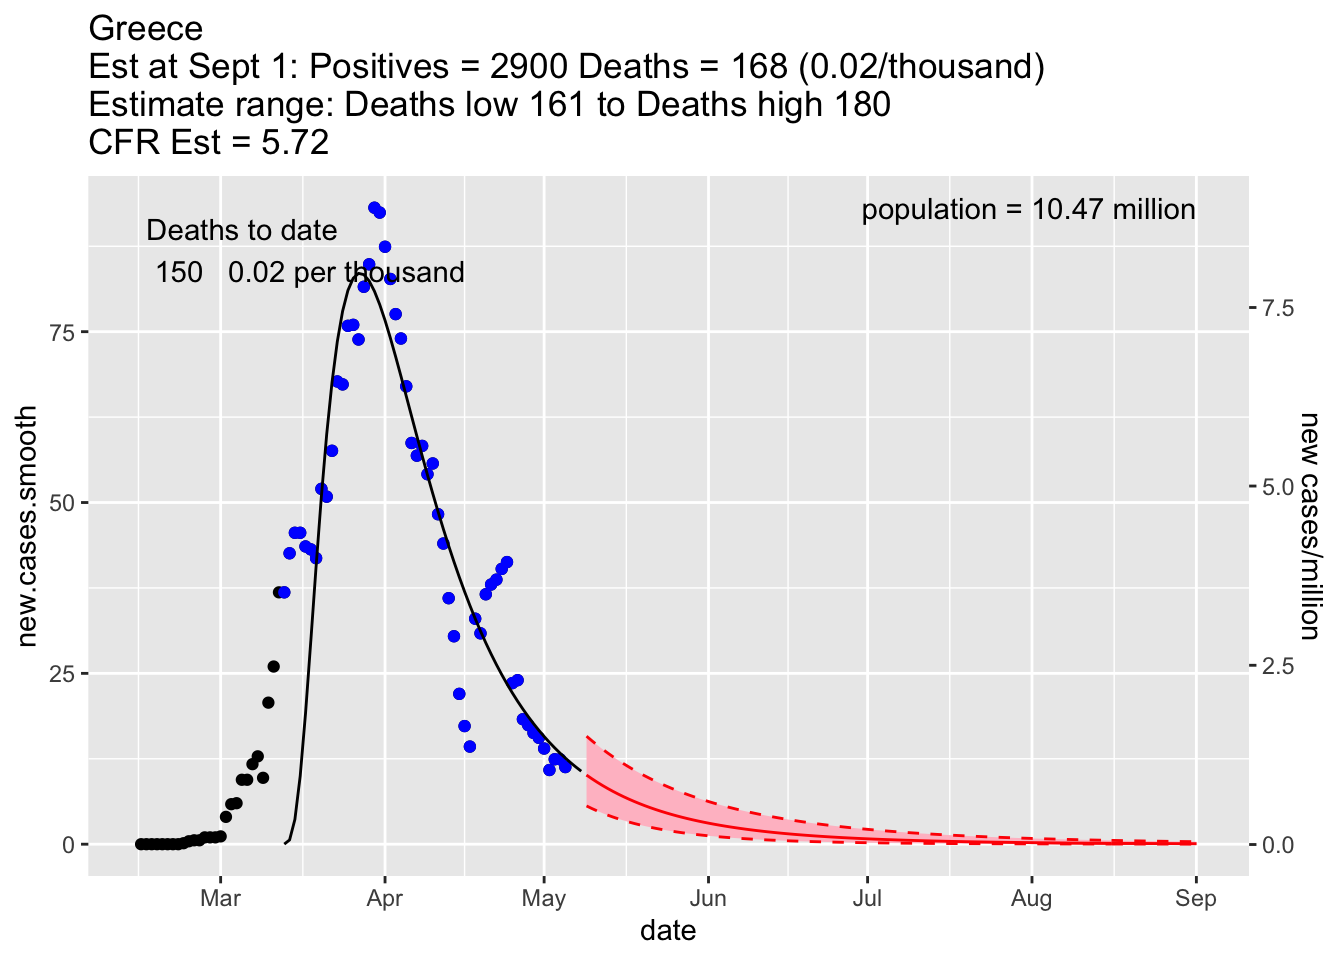 Greece
Est at Sept 1: Positives = 2900 Deaths = 168 (0.02/thousand)
Estimate range: Deaths low 161 to Deaths high 180
CFR Est = 5.72
Deaths to date
150 0.02 per thousand
population = 10.47 million
75
50
25
0
new.cases.smooth
7.5
5.0
2.5
0.0
new cases/million
Mar Apr May Jun Jul Aug Sep
date